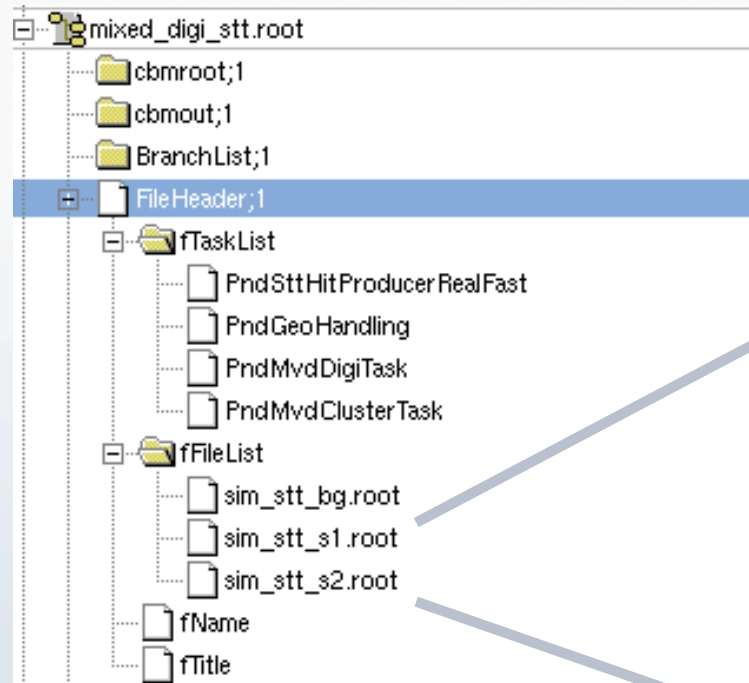 mixed_digi_stt.root
cbmroot;1
cbmout;1
BranchList;1
FileHeader;1
fTaskList
PndSttHitProducerRealFast
PndGeoHandling
PndMvdDigiTask
PndMvdClusterTask
fFileList
sim_stt_bg.root
sim_stt_s1.root
sim_stt_s2.root
fName
fTitle